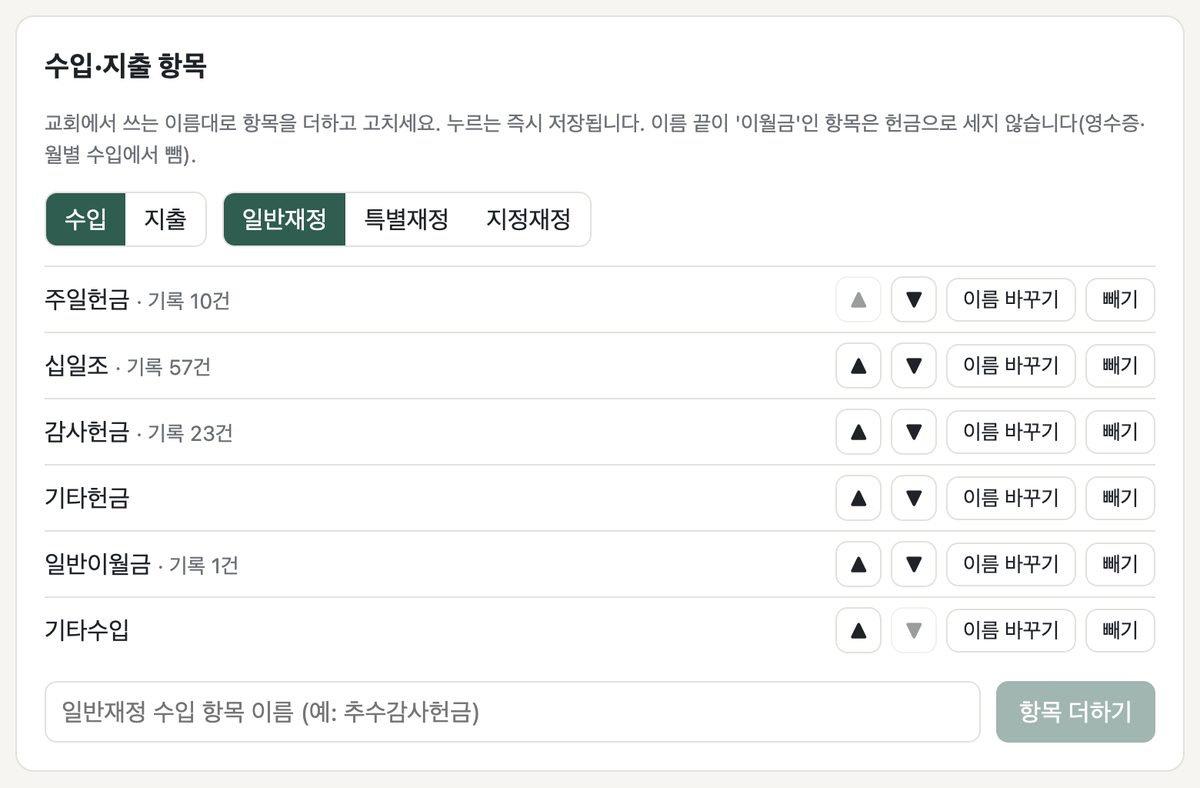 수입·지출 항목
교회에서 쓰는 이름대로 항목을 더하고 고치세요. 누르는 즉시 저장됩니다. 이름 끝이 '이월금'인 항목은 헌금으로 세지 않습니다(영수증·
월별 수입에서 뺌).
수입 지출 일반재정 특별재정 지정재정
주일헌금 · 기록 10건 ▲ ▼ 이름 바꾸기 빼기
십일조 · 기록 57건 ▲ ▼ 이름 바꾸기 빼기
감사헌금 · 기록 23건 ▲ ▼ 이름 바꾸기 빼기
기타헌금 ▲ ▼ 이름 바꾸기 빼기
일반이월금 · 기록 1건 ▲ ▼ 이름 바꾸기 빼기
기타수입 ▲ ▼ 이름 바꾸기 빼기
일반재정 수입 항목 이름 (예: 추수감사헌금) 항목 더하기